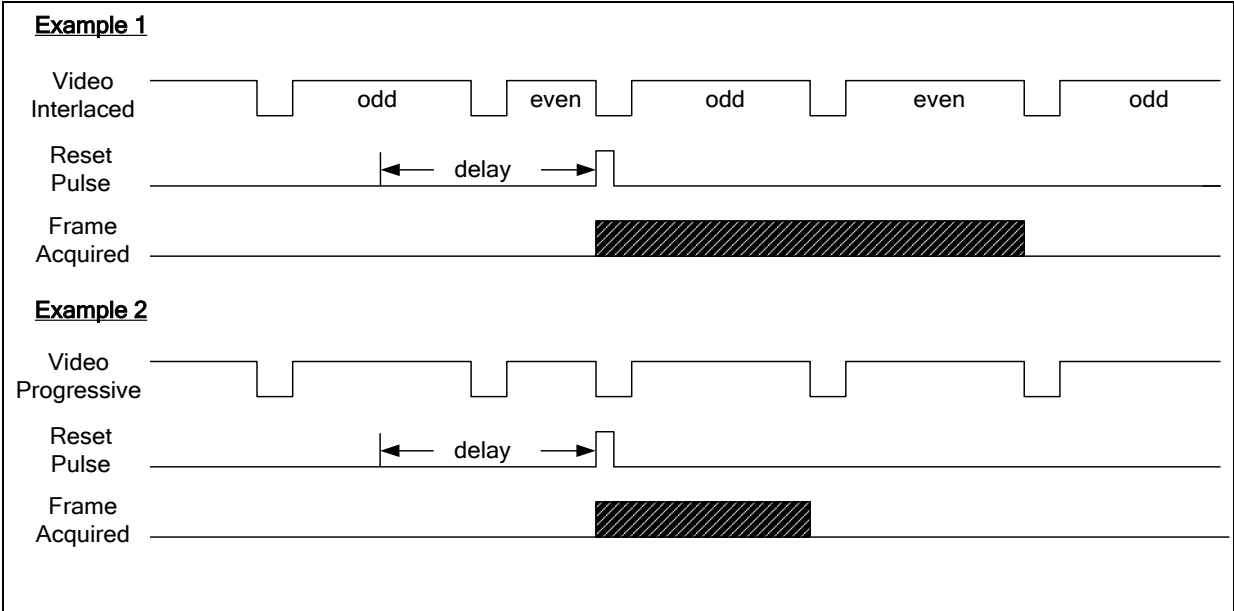 Example 1
Video
Interlaced
odd
even
odd
even
odd
Reset
Pulse
delay
Frame
Acquired
Example 2
Video
Progressive
Reset
Pulse
delay
Frame
Acquired